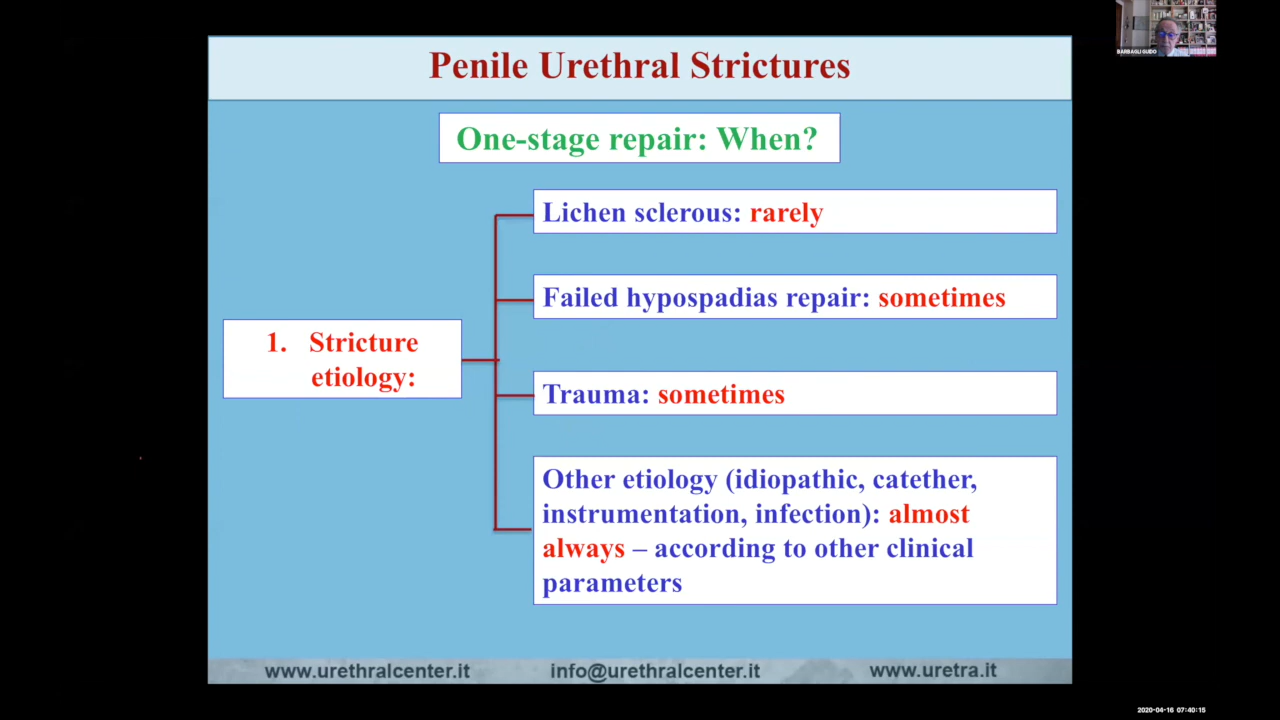 BARBAGLI GUIDO
Penile Urethral Strictures
One-stage repair: When?
Lichen sclerous: rarely
Failed hypospadias repair: sometimes
1. Stricture
etiology:
Trauma: sometimes
Other etiology (idiopathic, catether,
instrumentation, infection): almost
always – according to other clinical
parameters
www.urethralcenter.it info@urethralcenter.it www.uretra.it
2020-04-16 07:40:15